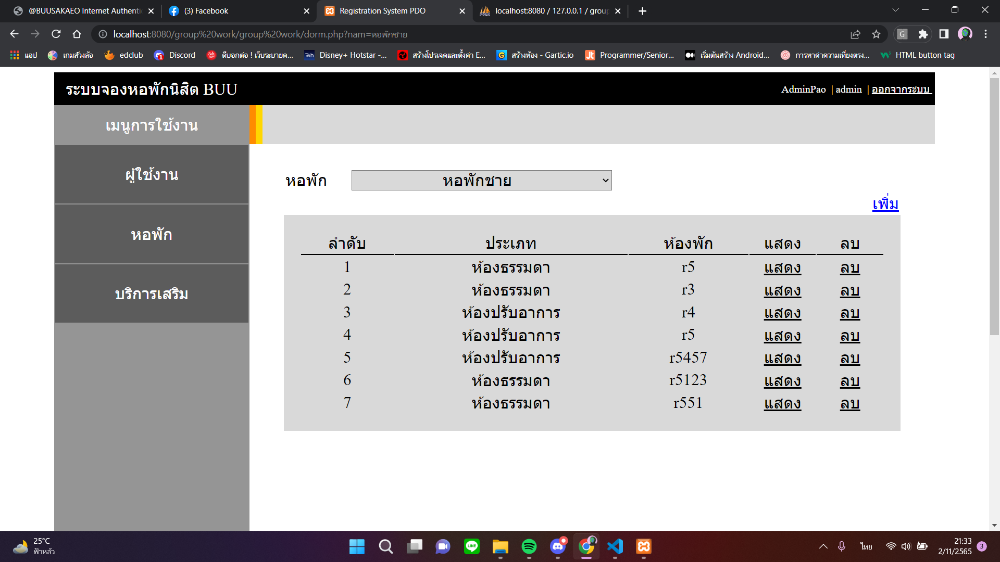 @BUUSAKAEO Internet Authenti
(3) Facebook
Registration System PDO
localhost:8080 / 127.0.0.1 / group
localhost:8080/group%20work/group%20work/dorm.php?nam=หอพักชาย
G
แอป
เกมส์วงล้อ
edclub
Discord
ดีบอกต่อ ! เว็บระบายค...
Disney+ Hotstar -...
สร้างโปรเจคและตั้งค่า E...
สร้างห้อง - Gartic.io
Programmer/Senior...
เริ่มต้นสร้าง Android...
การหาค่าความเที่ยงตรง...
HTML button tag
ระบบจองหอพักนิสิต BUU
AdminPao | admin | ออกจากระบบ
เมนูการใช้งาน
ผู้ใช้งาน
หอพัก
บริการเสริม
หอพัก หอพักชาย
เพิ่ม
ลำดับ ประเภท ห้องพัก แสดง ลบ
1 ห้องธรรมดา r5 แสดง ลบ
2 ห้องธรรมดา r3 แสดง ลบ
3 ห้องปรับอาการ r4 แสดง ลบ
4 ห้องปรับอาการ r5 แสดง ลบ
5 ห้องปรับอาการ r5457 แสดง ลบ
6 ห้องธรรมดา r5123 แสดง ลบ
7 ห้องธรรมดา r551 แสดง ลบ
25°C
ฟ้าหลัว
LINE
ไทย
21:33
2/11/2565
3